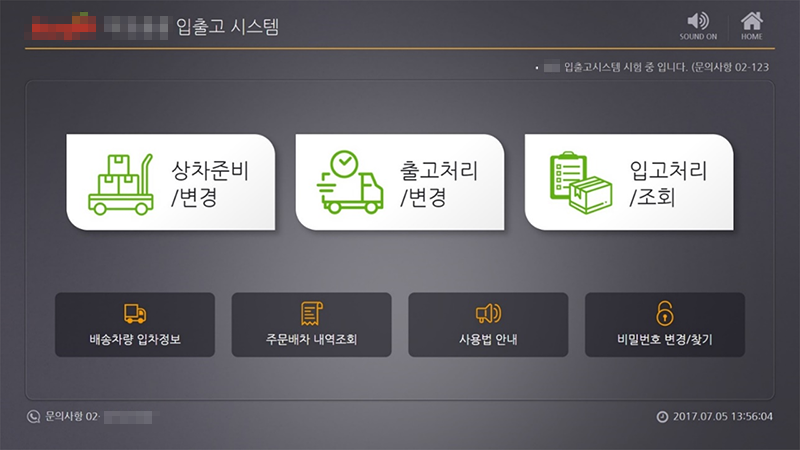 입출고 시스템
SOUND ON
HOME
• 입출고시스템 시험 중 입니다. (문의사항 02-123
상차준비
/변경
출고처리
/변경
입고처리
/조회
배송차량 입차정보
주문배차 내역조회
사용법 안내
비밀번호 변경/찾기
문의사항 02-
2017.07.05 13:56:04